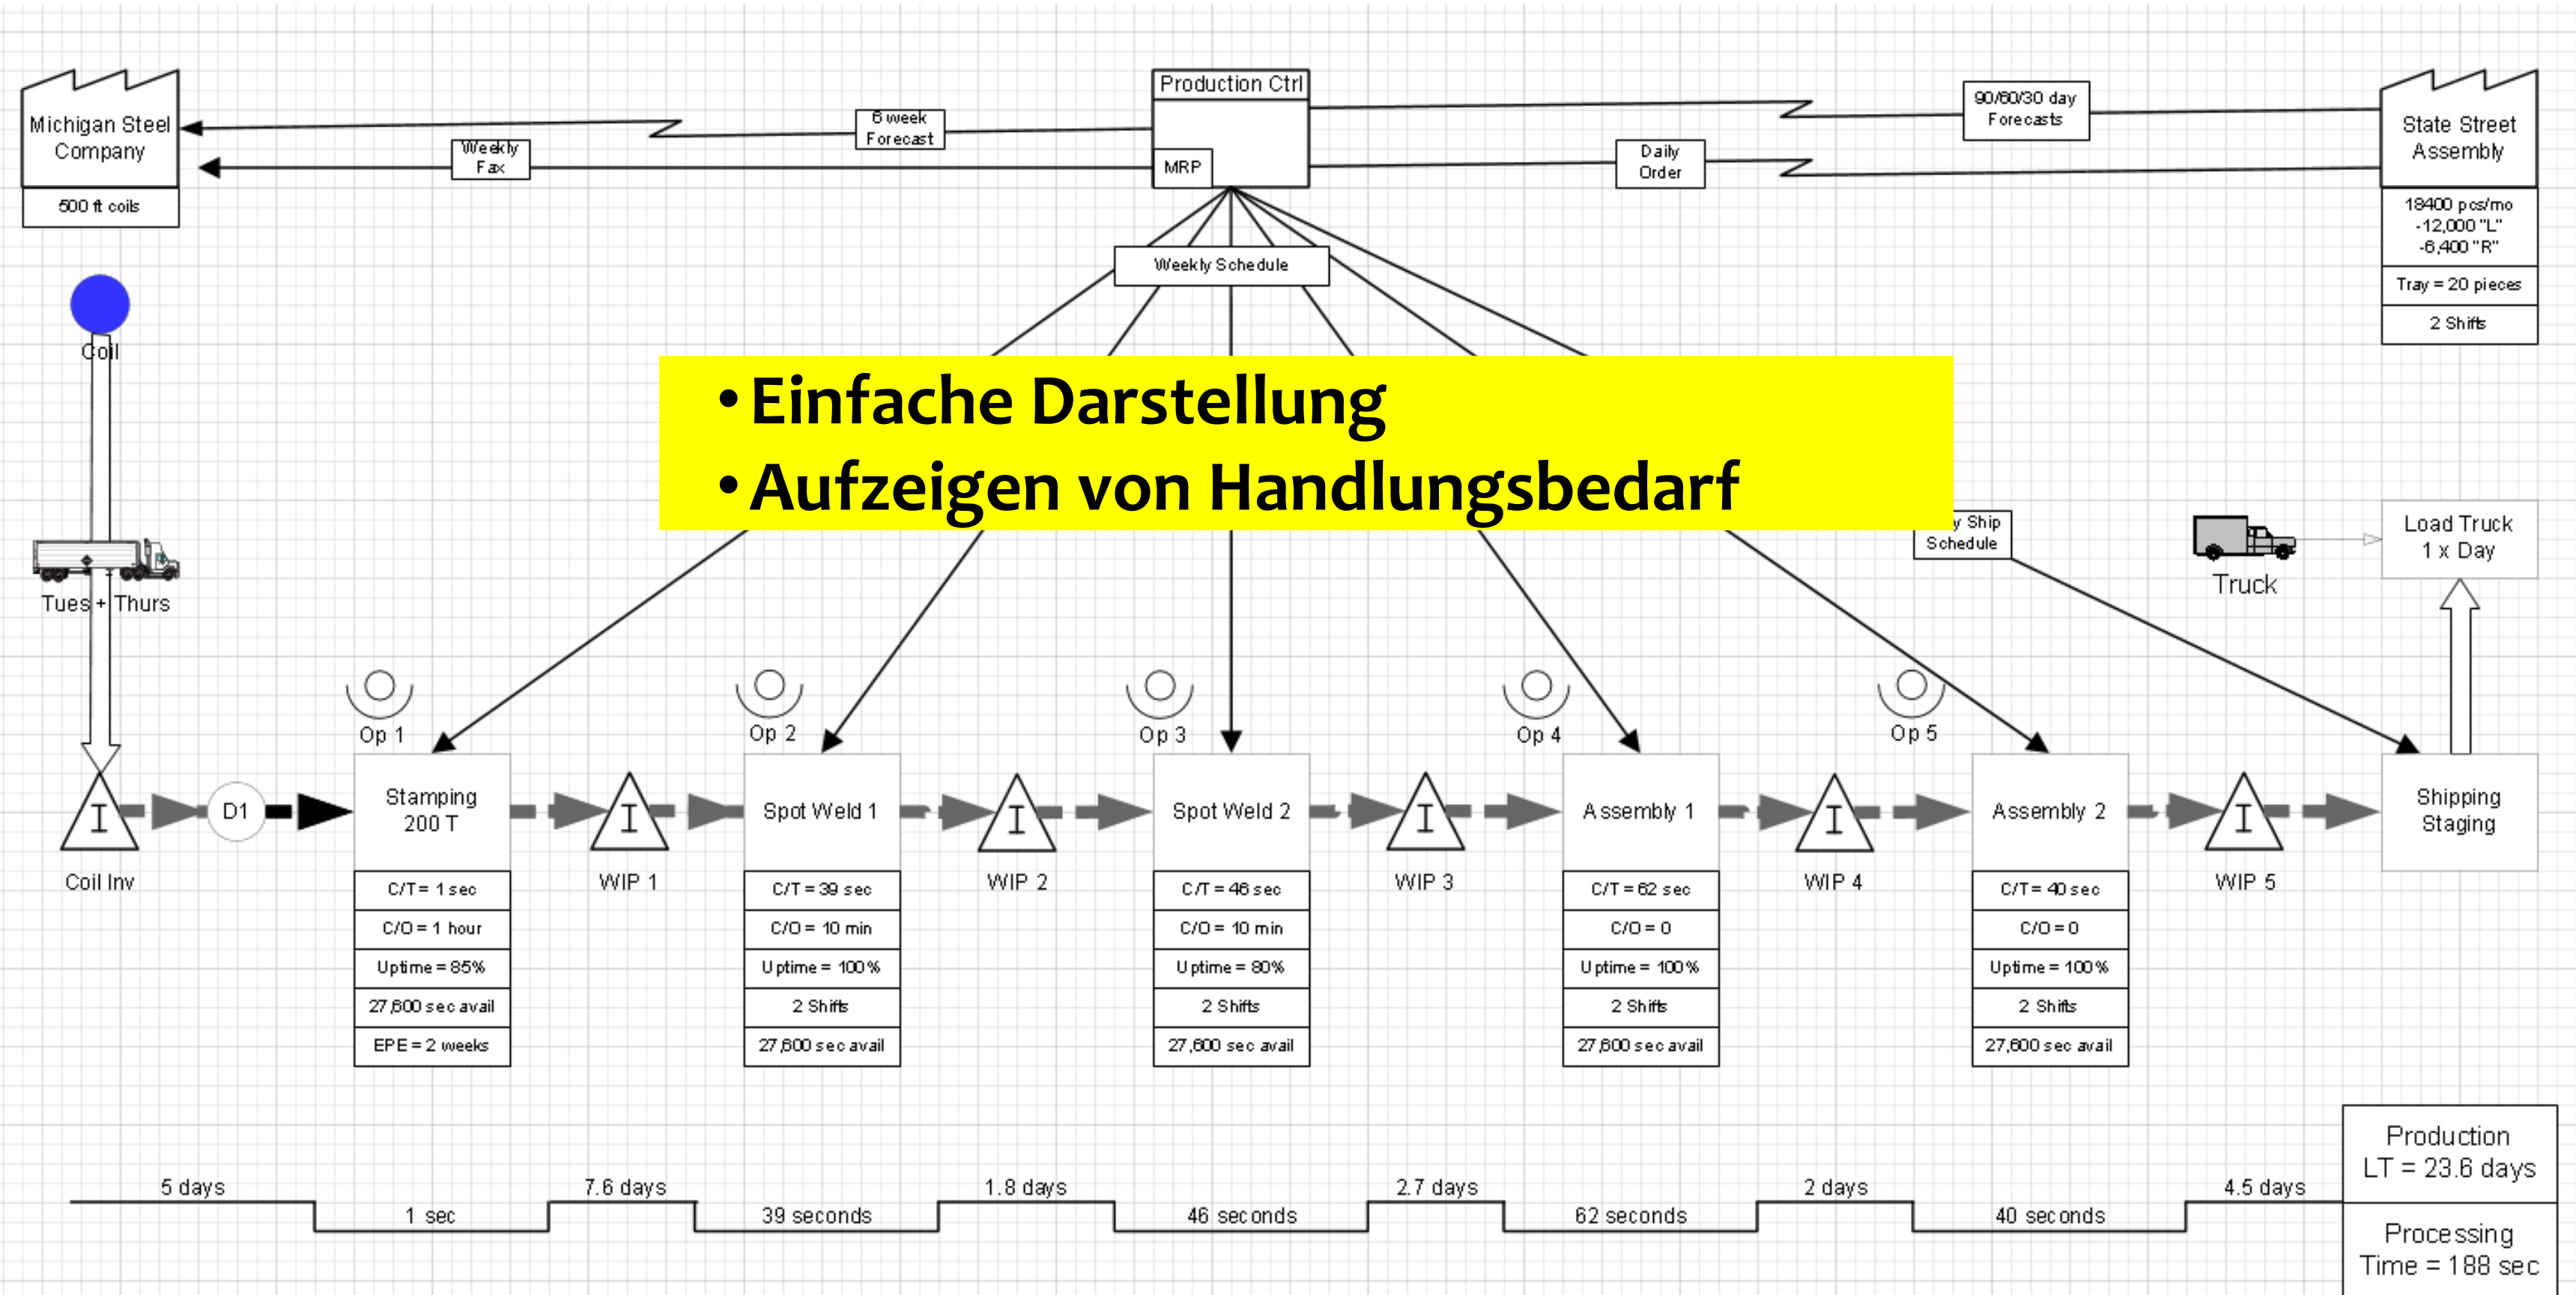 Production Ctrl
MRP
Michigan Steel
Company
500 ft coils
6 week
Forecast
Weekly
Fax
90/60/30 day
Forecasts
Daily
Order
State Street
Assembly
18400 pcs/mo
-12,000 "L"
-6,400 "R"
Tray = 20 pieces
2 Shifts
Weekly Schedule
Coil
• Einfache Darstellung
• Aufzeigen von Handlungsbedarf
Ship
Schedule
Truck
Load Truck
1 x Day
Tues + Thurs
Op 1
Op 2
Op 3
Op 4
Op 5
I
Coil Inv
D1
Stamping
200 T
C/T = 1 sec
C/O = 1 hour
Uptime = 85%
27,600 sec avail
EPE = 2 weeks
I
WIP 1
Spot Weld 1
C/T = 39 sec
C/O = 10 min
Uptime = 100%
2 Shifts
27,600 sec avail
I
WIP 2
Spot Weld 2
C/T = 46 sec
C/O = 10 min
Uptime = 80%
2 Shifts
27,600 sec avail
I
WIP 3
Assembly 1
C/T = 62 sec
C/O = 0
Uptime = 100%
2 Shifts
27,600 sec avail
I
WIP 4
Assembly 2
C/T = 40 sec
C/O = 0
Uptime = 100%
2 Shifts
27,600 sec avail
I
WIP 5
Shipping
Staging
5 days
1 sec
7.6 days
39 seconds
1.8 days
46 seconds
2.7 days
62 seconds
2 days
40 seconds
4.5 days
Production
LT = 23.6 days
Processing
Time = 188 sec